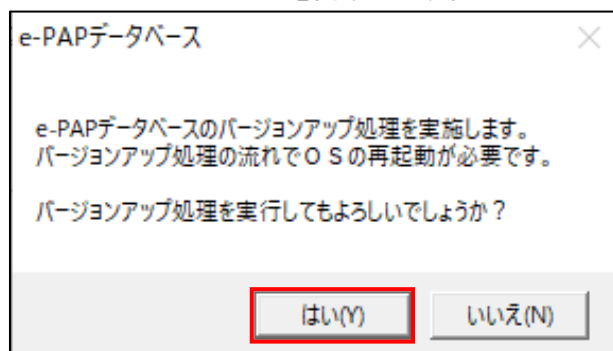 e-PAPデータベース
e-PAPデータベースのバージョンアップ処理を実施します。
バージョンアップ処理の流れでＯＳの再起動が必要です。
バージョンアップ処理を実行してもよろしいでしょうか？
はい(Y)
いいえ(N)